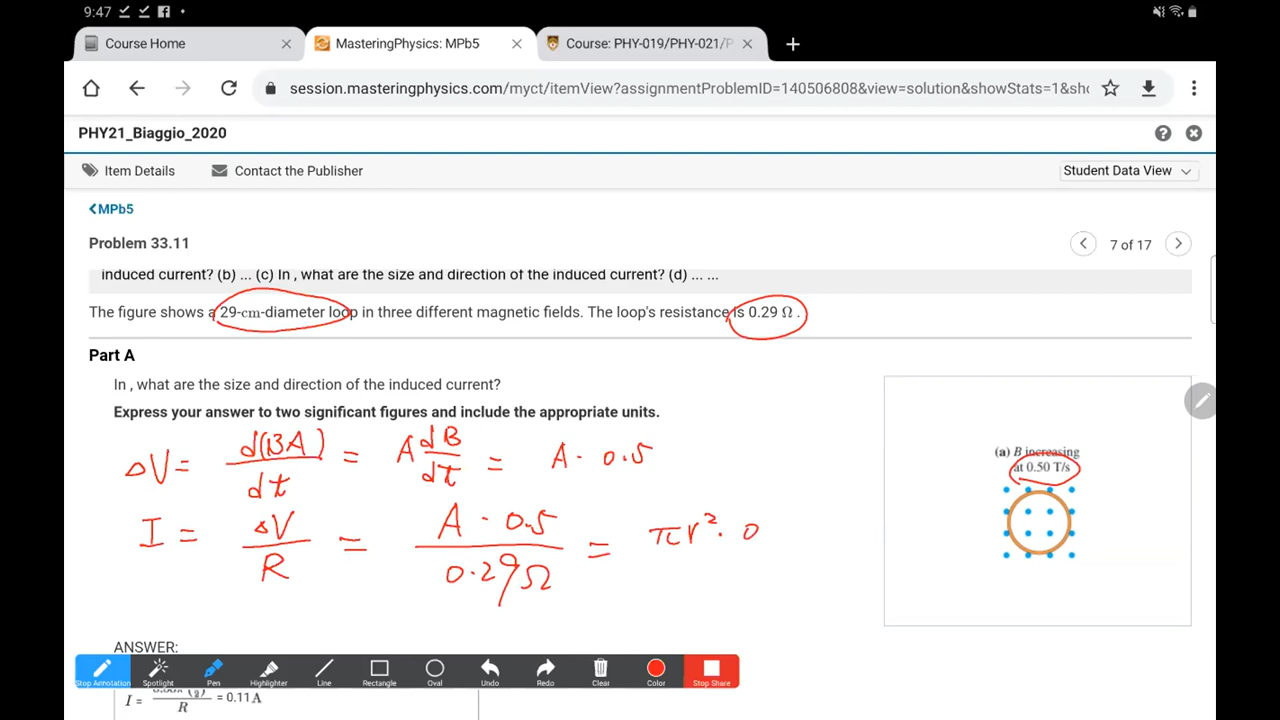 9:47
Course Home
MasteringPhysics: MPb5
Course: PHY-019/PHY-021/P
session.masteringphysics.com/myct/itemView?assignmentProblemID=140506808&view=solution&showStats=1&sho
PHY21_Biaggio_2020
Item Details
Contact the Publisher
Student Data View
MPb5
Problem 33.11
7 of 17
induced current? (b) ... (c) In , what are the size and direction of the induced current? (d) ... ...
The figure shows a 29-cm-diameter loop in three different magnetic fields. The loop's resistance is 0.29 Ω .
Part A
In , what are the size and direction of the induced current?
Express your answer to two significant figures and include the appropriate units.
ΔV = d(BA)/dt = A dB/dt = A · 0.5
I = ΔV/R = A · 0.5/0.29Ω = πr² · 0
(a) B increasing
at 0.50 T/s
ANSWER:
Stop Annotation
Spotlight
Pen
Highlighter
Line
Rectangle
Oval
Undo
Redo
Clear
Color
Stop Share
I = /R = 0.11 A